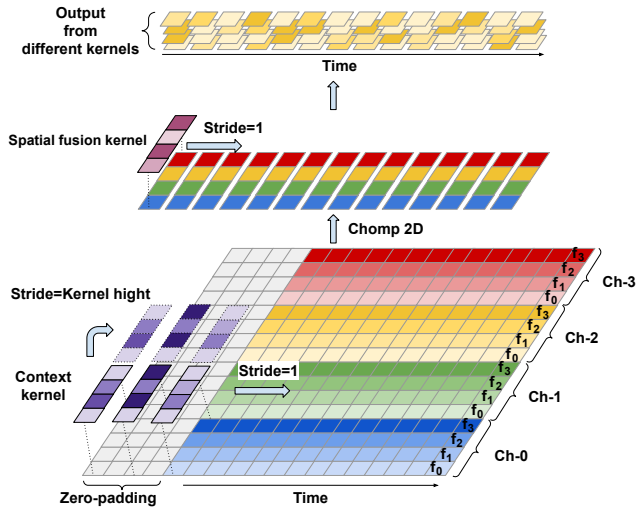 Output
from
different kernels
Time
Spatial fusion kernel
Stride=1
Chomp 2D
Stride=Kernel hight
Context
kernel
Stride=1
f3
f2
f1
f0
Ch-3
f3
f2
f1
f0
Ch-2
f3
f2
f1
f0
Ch-1
f3
f2
f1
f0
Ch-0
Zero-padding
Time